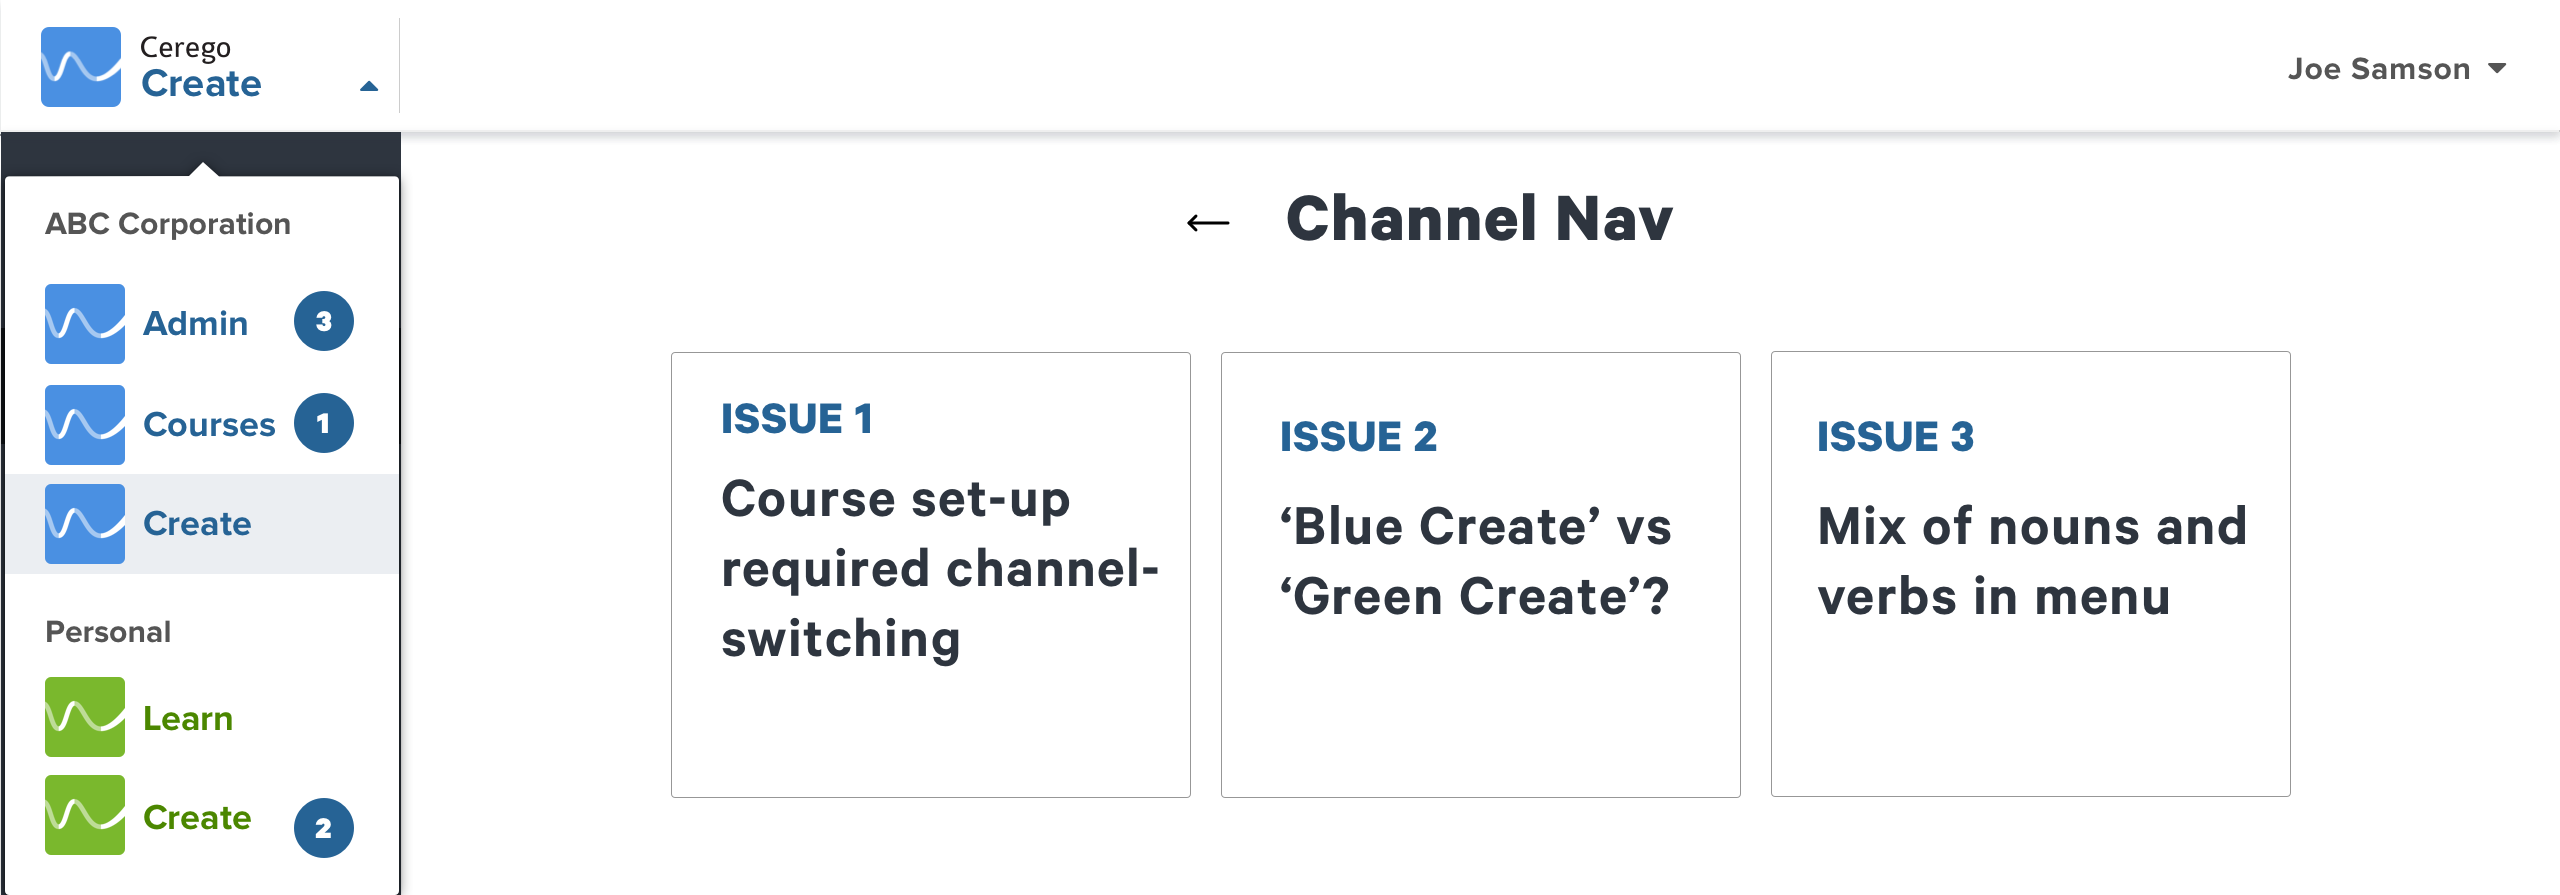 Cerego
Create
Joe Samson
ABC Corporation
Admin 3
Courses 1
Create
Personal
Learn
Create 2
Channel Nav
ISSUE 1
Course set-up
required channel-
switching
ISSUE 2
‘Blue Create’ vs
‘Green Create’?
ISSUE 3
Mix of nouns and
verbs in menu